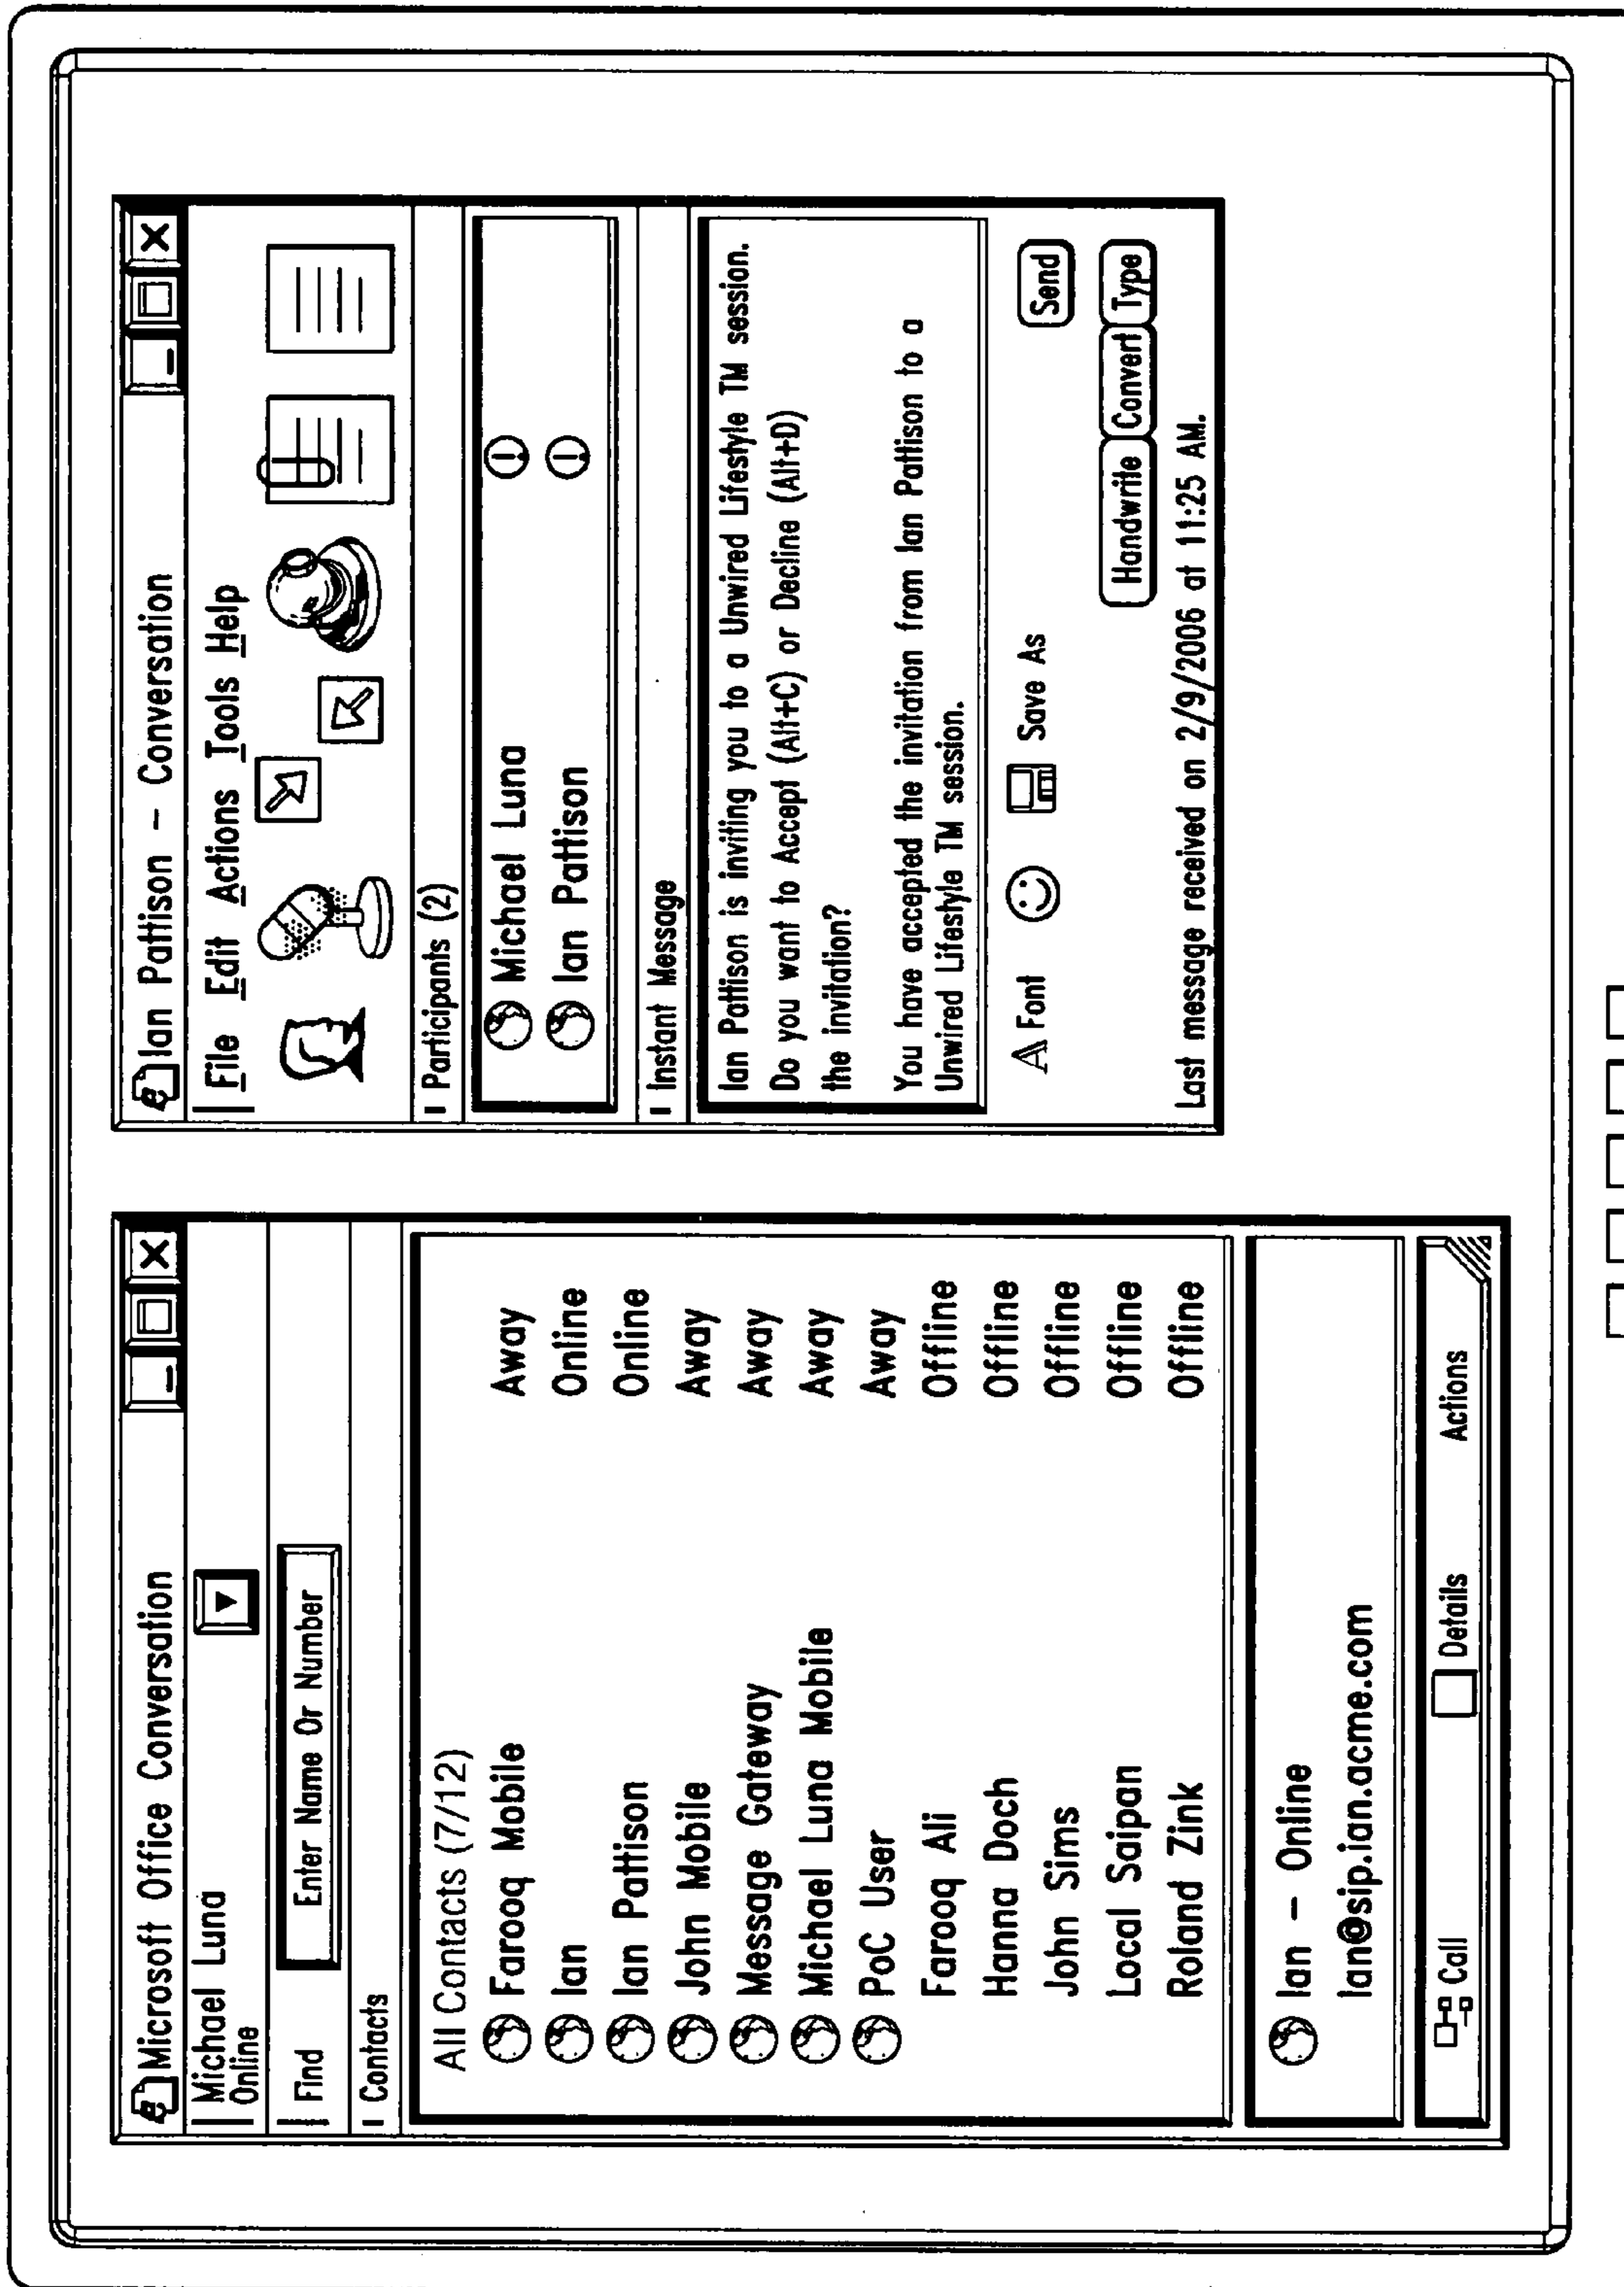 Microsoft Office Conversation
Michael Luna
Online
Find Enter Name Or Number
Contacts
All Contacts (7/12)
Farooq Mobile Away
Ian Online
Ian Pattison Online
John Mobile Away
Message Gateway Away
Michael Luna Mobile Away
PoC User Away
Farooq Ali Offline
Hanna Doch Offline
John Sims Offline
Local Saipan Offline
Roland Zink Offline
Ian – Online
Ian@sip.ian.acme.com
Call Details Actions
Ian Pattison – Conversation
File Edit Actions Tools Help
Participants (2)
Michael Luna
Ian Pattison
Instant Message
Ian Pattison is inviting you to a Unwired Lifestyle TM session.
Do you want to Accept (Alt+C) or Decline (Alt+D)
the invitation?
You have accepted the invitation from Ian Pattison to a
Unwired Lifestyle TM session.
A Font Save As Send
Handwrite Convert Type
Last message received on 2/9/2006 at 11:25 AM.